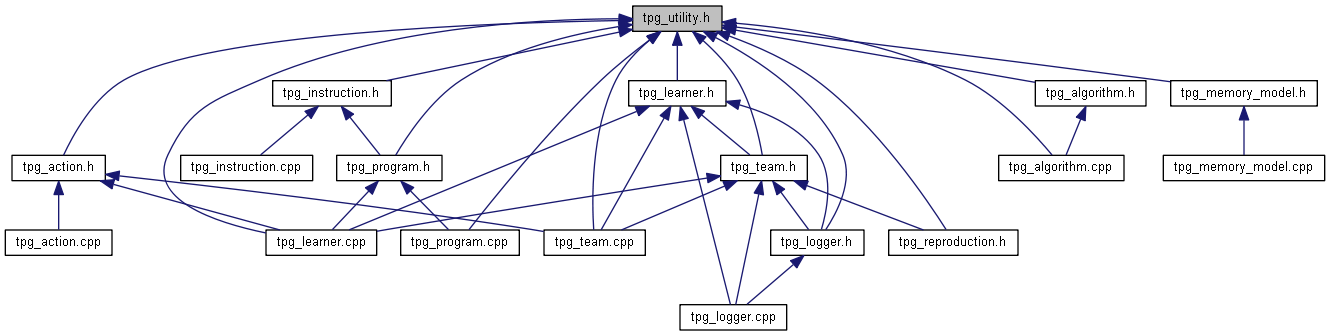 tpg_utility.h
tpg_instruction.h
tpg_learner.h
tpg_algorithm.h
tpg_memory_model.h
tpg_action.h
tpg_instruction.cpp
tpg_program.h
tpg_team.h
tpg_algorithm.cpp
tpg_memory_model.cpp
tpg_action.cpp
tpg_learner.cpp
tpg_program.cpp
tpg_team.cpp
tpg_logger.h
tpg_reproduction.h
tpg_logger.cpp